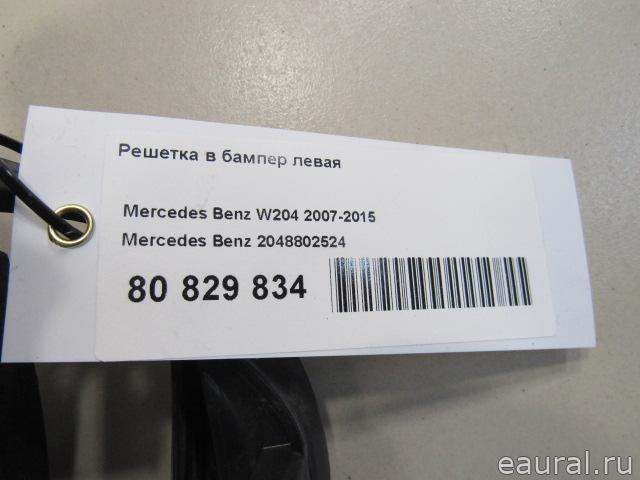 Решетка в бампер левая
Mercedes Benz W204 2007-2015
Mercedes Benz 2048802524
80 829 834
eaural.ru